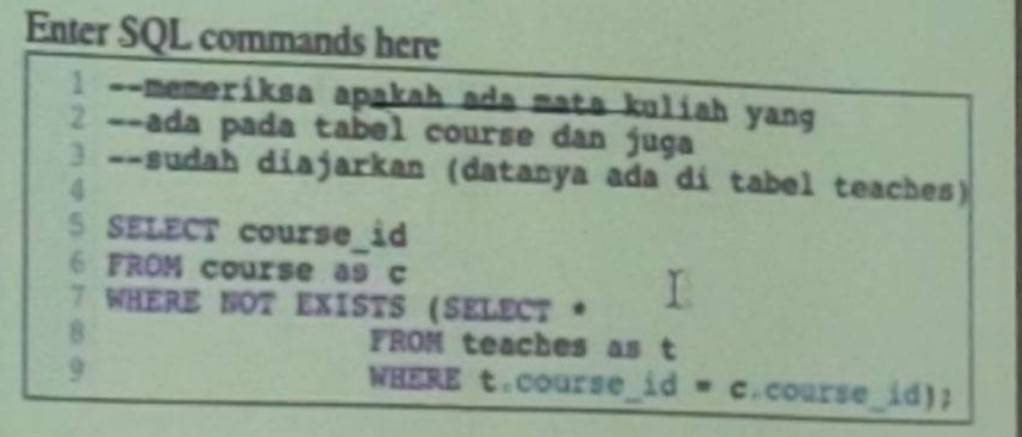 Enter SQL commands here
1 --memeriksa apakah ada mata kuliah yang
2 --ada pada tabel course dan juga
3 --sudah diajarkan (datanya ada di tabel teaches)
4
5 SELECT course_id
6 FROM course as c
7 WHERE NOT EXISTS (SELECT *
8 FROM teaches as t
9 WHERE t.course_id = c.course_id);